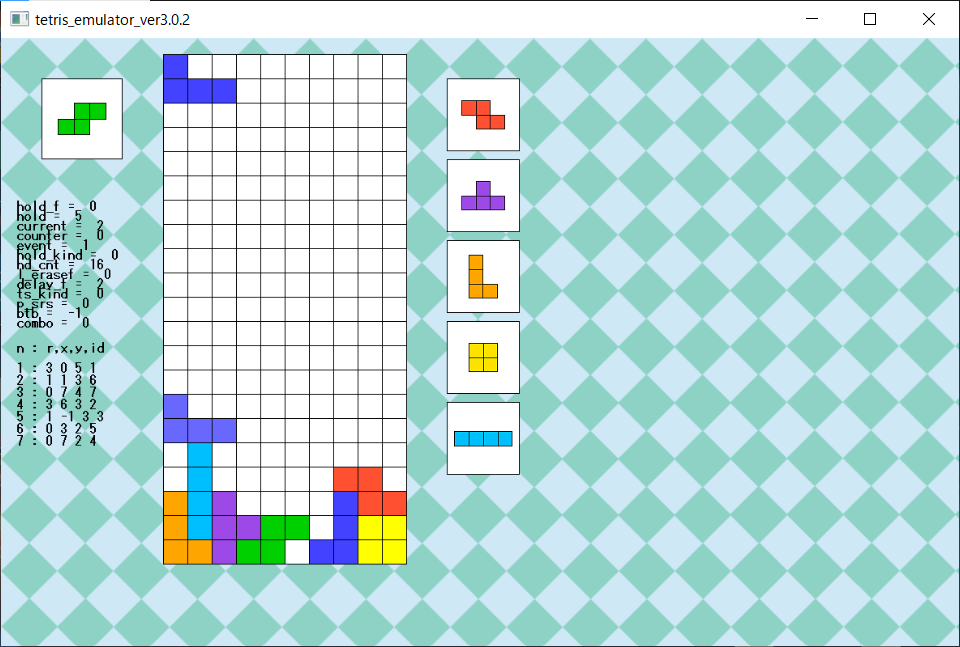 tetris_emulator_ver3.0.2
hold_f = 0
hold = 5
current = 2
counter = 0
event = 1
hold_kind = 0
hd_cnt = 16
l_erasef = 0
delay_f = 2
ts_kind = 0
p_srs = 0
btb = -1
combo = 0
n : r,x,y,id
1 : 3 0 5 1
2 : 1 1 3 6
3 : 0 7 4 7
4 : 3 6 3 2
5 : 1 -1 3 3
6 : 0 3 2 5
7 : 0 7 2 4